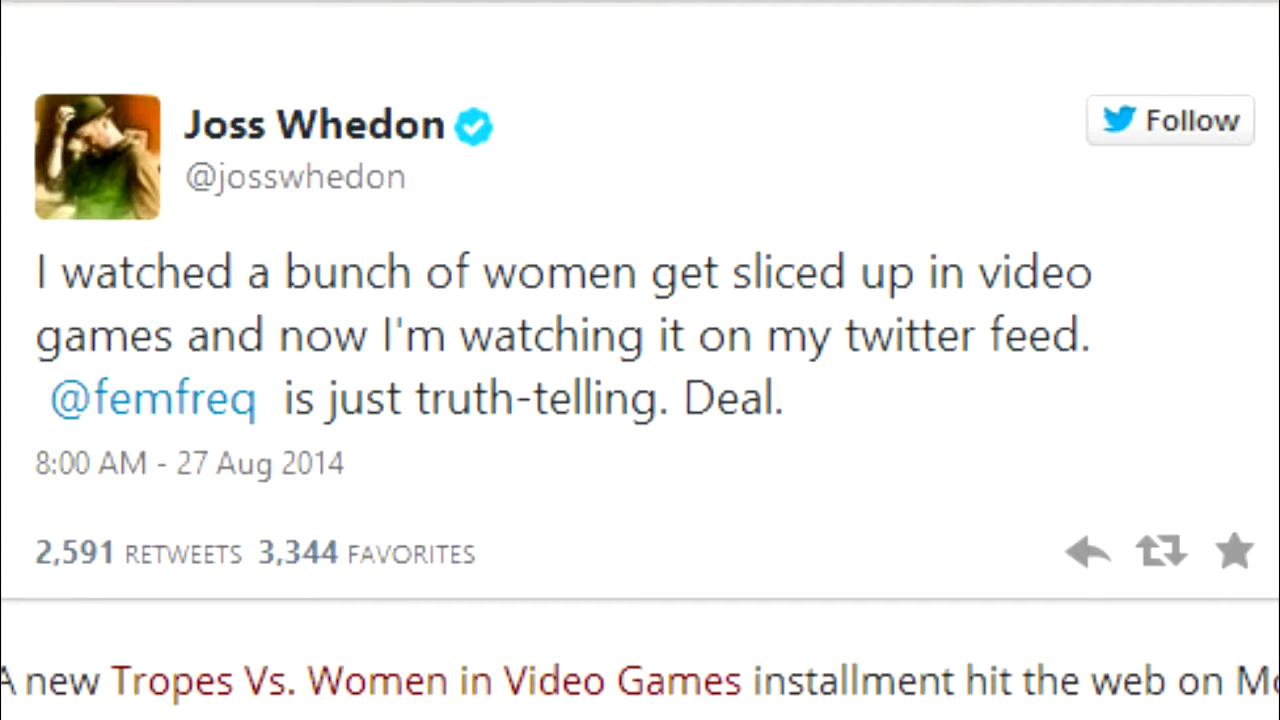 Joss Whedon
Follow
@josswhedon
I watched a bunch of women get sliced up in video
games and now I'm watching it on my twitter feed.
@femfreq is just truth-telling. Deal.
8:00 AM - 27 Aug 2014
2,591 RETWEETS 3,344 FAVORITES
A new Tropes Vs. Women in Video Games installment hit the web on